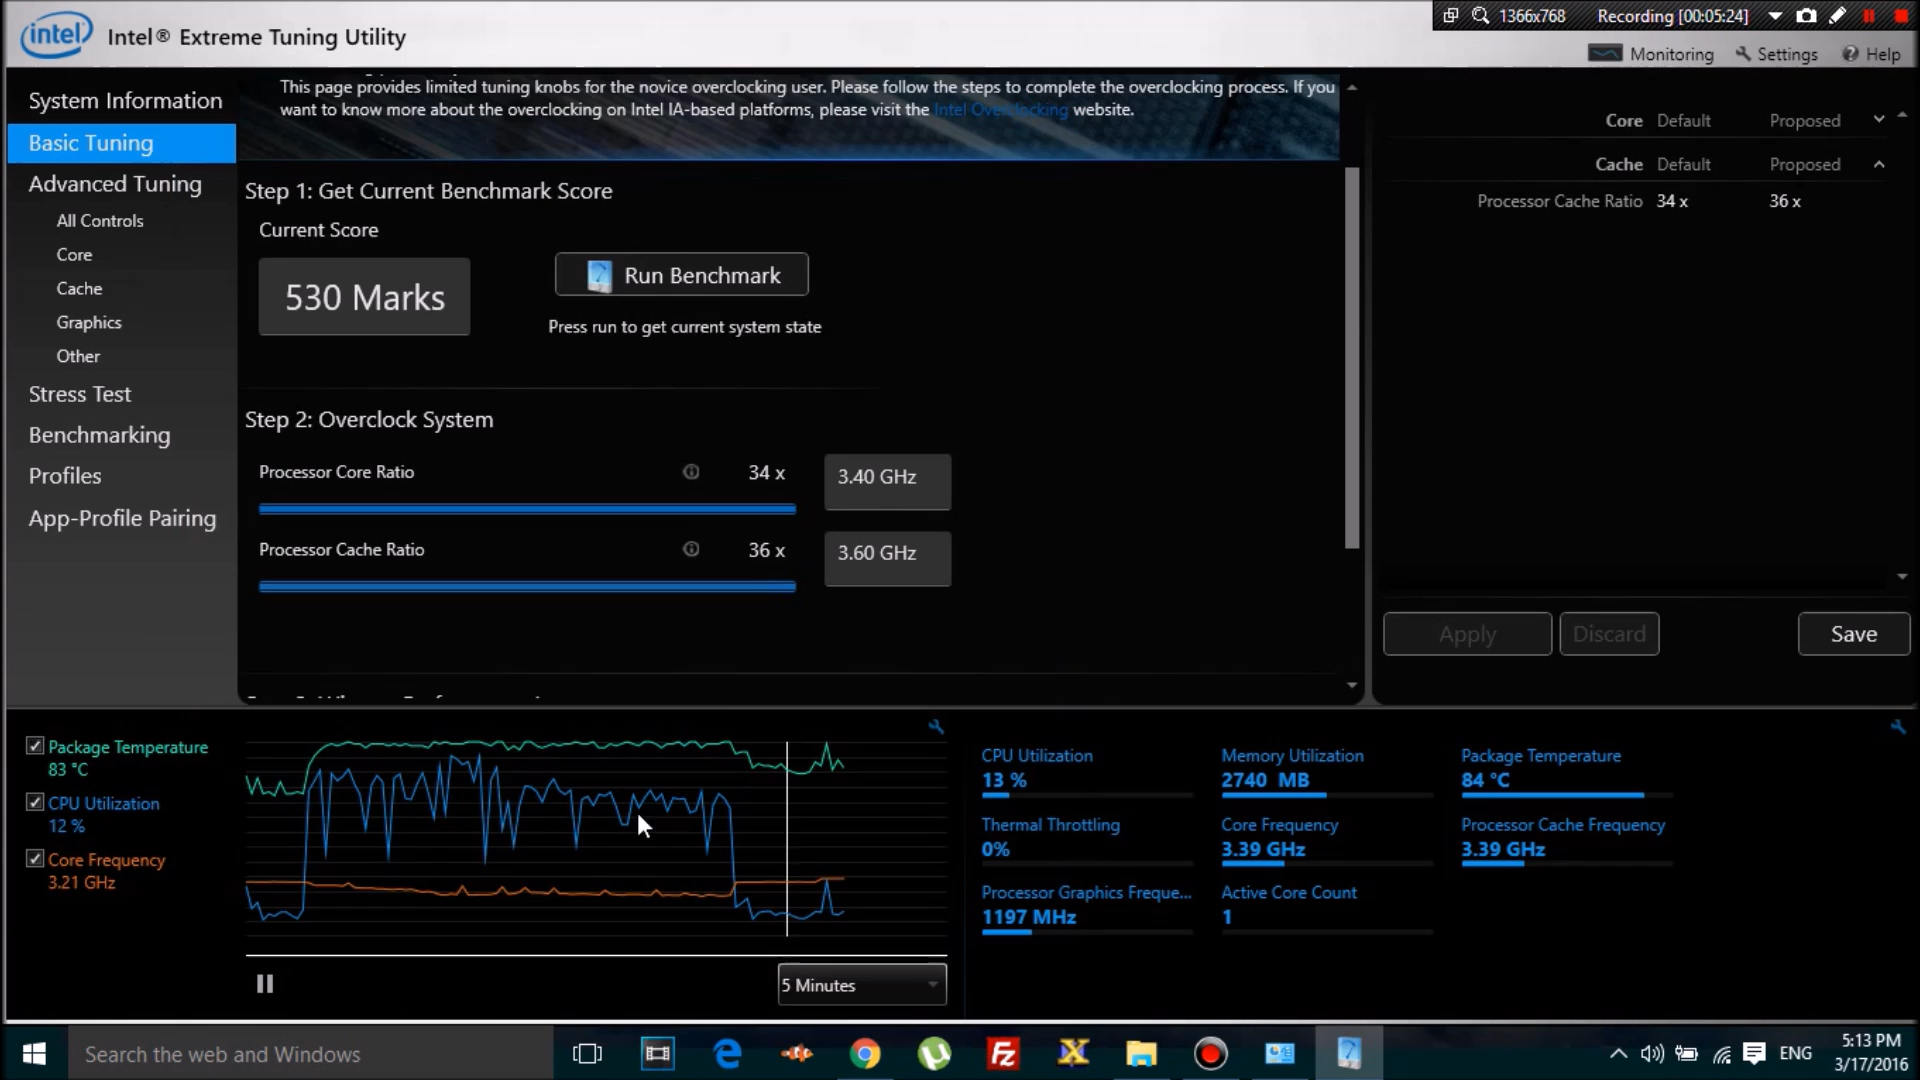 1366x768
Recording [00:05:24]
intel
Intel® Extreme Tuning Utility
Monitoring
Settings
Help
System Information
Basic Tuning
Advanced Tuning
All Controls
Core
Cache
Graphics
Other
Stress Test
Benchmarking
Profiles
App-Profile Pairing
This page provides limited tuning knobs for the novice overclocking user. Please follow the steps to complete the overclocking process. If you
want to know more about the overclocking on Intel IA-based platforms, please visit the Intel Overclocking website.
Step 1: Get Current Benchmark Score
Current Score
530 Marks
Run Benchmark
Press run to get current system state
Step 2: Overclock System
Processor Core Ratio
34 x
3.40 GHz
Processor Cache Ratio
36 x
3.60 GHz
Core Default Proposed
Cache Default Proposed
Processor Cache Ratio 34 x 36 x
Apply
Discard
Save
Package Temperature
83 °C
CPU Utilization
12 %
Core Frequency
3.21 GHz
5 Minutes
CPU Utilization
13 %
Memory Utilization
2740 MB
Package Temperature
84 °C
Thermal Throttling
0%
Core Frequency
3.39 GHz
Processor Cache Frequency
3.39 GHz
Processor Graphics Freque...
1197 MHz
Active Core Count
1
Search the web and Windows
ENG
5:13 PM
3/17/2016